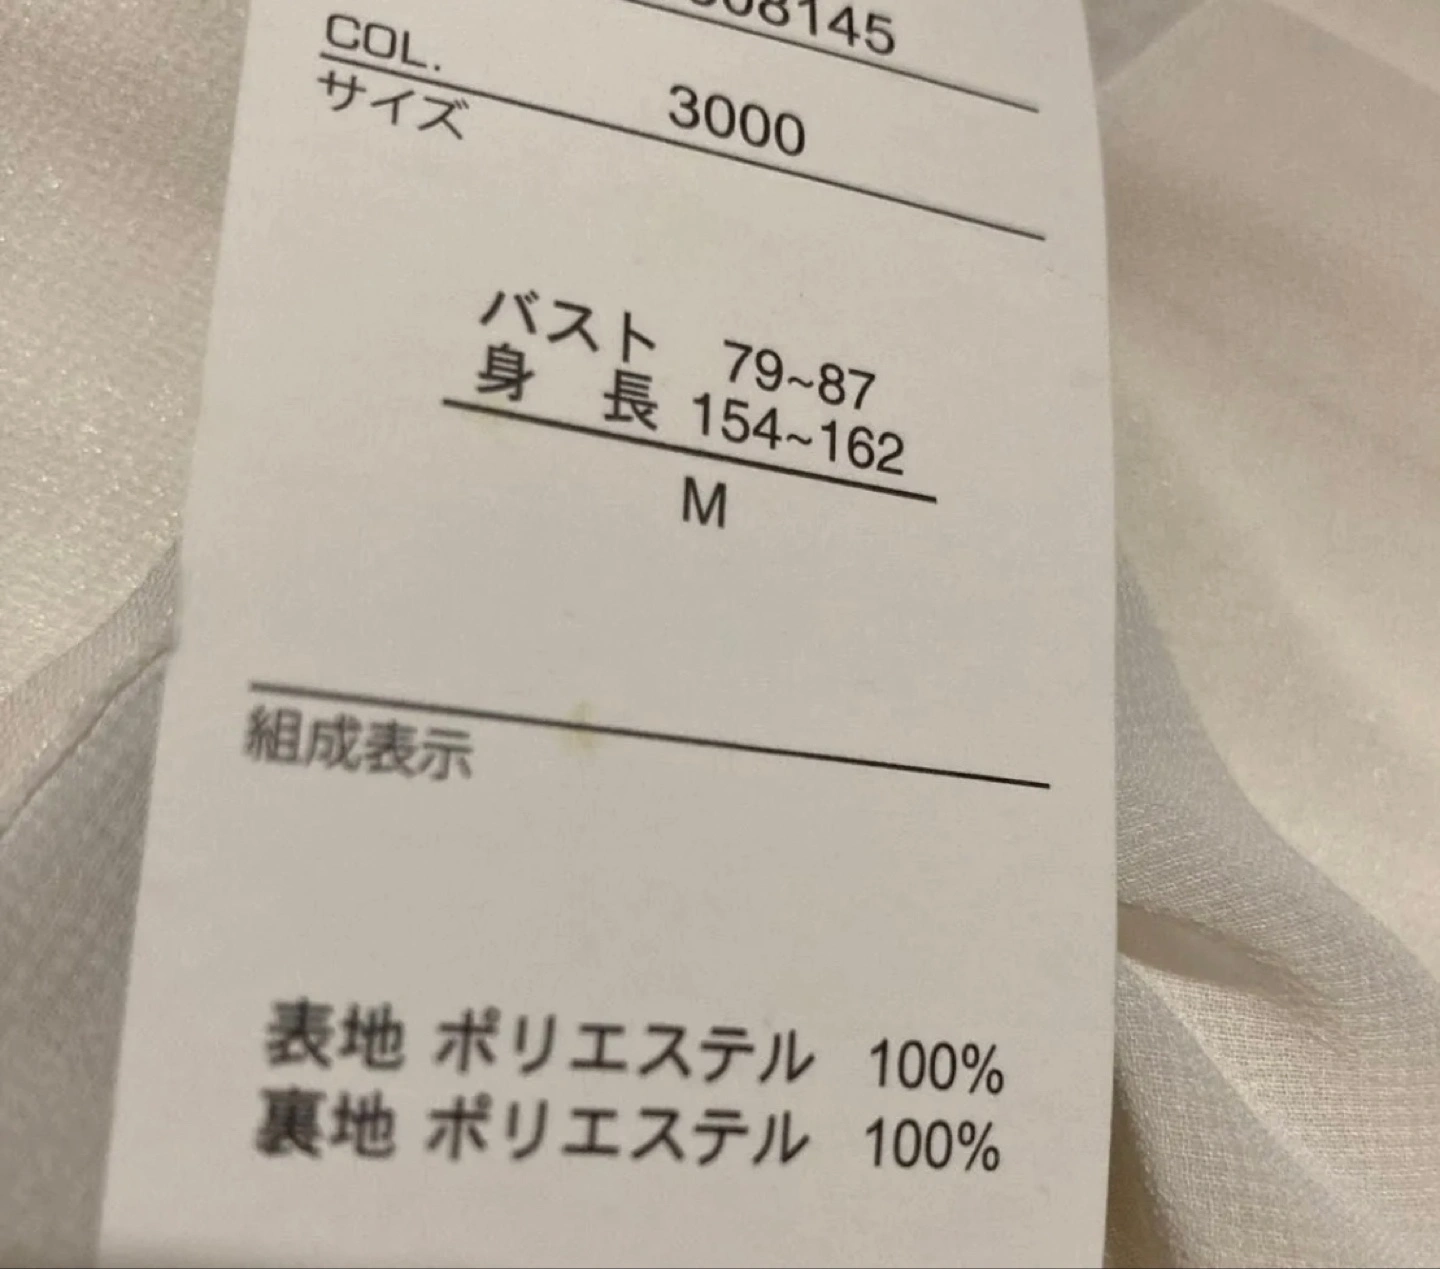 08145
COL. 3000
サイズ
バスト 79~87
身 長 154~162
M
組成表示
表地 ポリエステル 100%
裏地 ポリエステル 100%